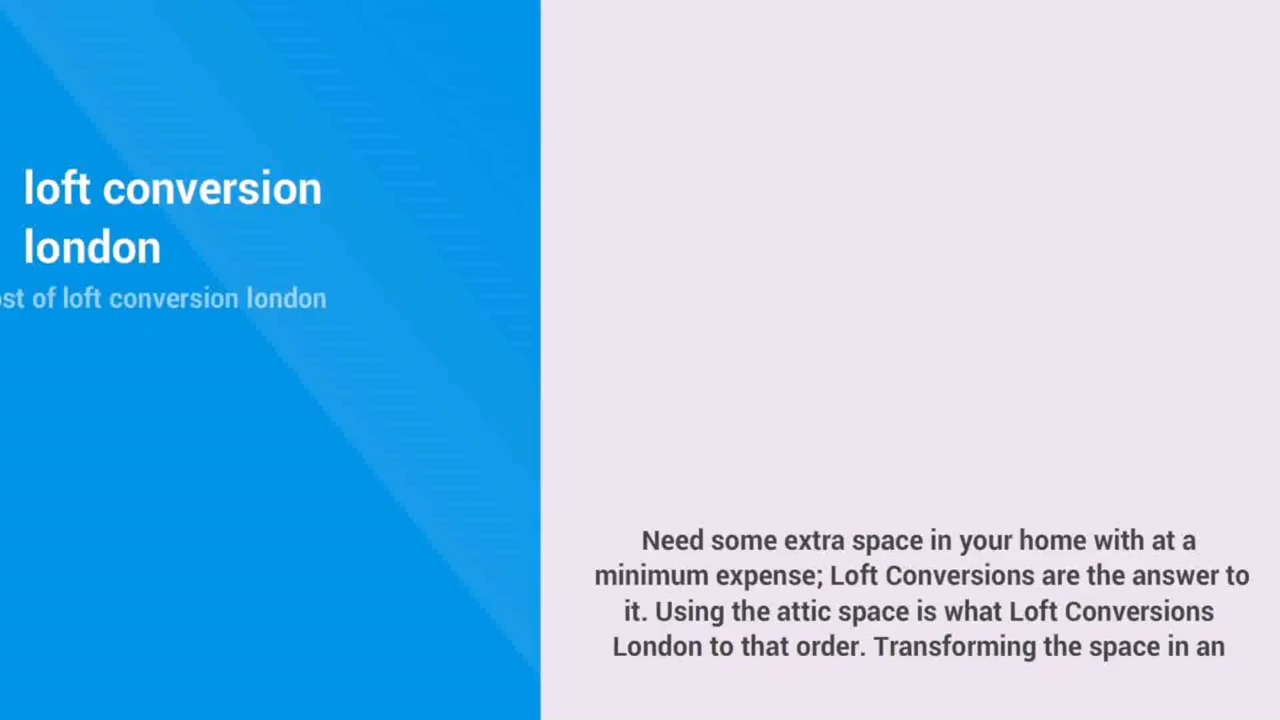 loft conversion
london
ost of loft conversion london
Need some extra space in your home with at a
minimum expense; Loft Conversions are the answer to
it. Using the attic space is what Loft Conversions
London to that order. Transforming the space in an